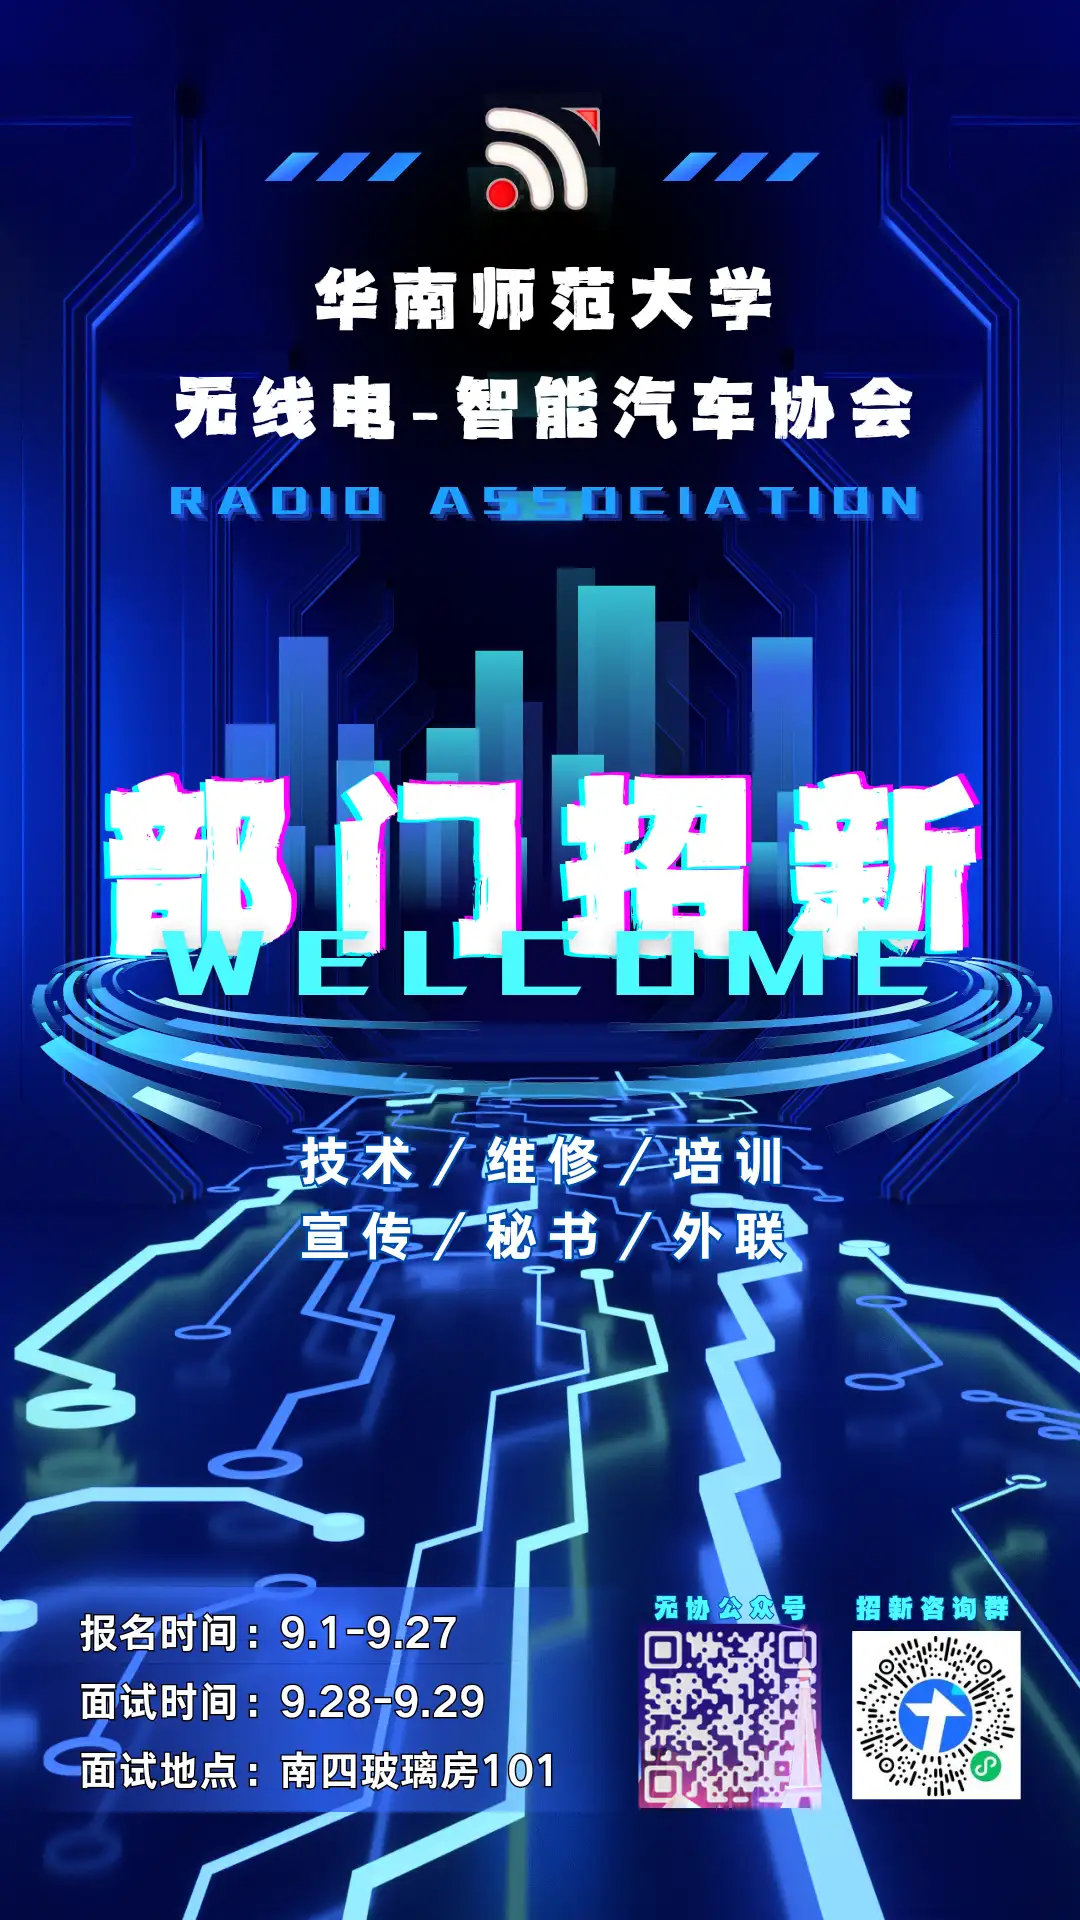 华南师范大学
无线电-智能汽车协会
RADIO ASSOCIATION
部门招新
WELCOME
技术/维修/培训
宣传/秘书/外联
报名时间：9.1-9.27
面试时间：9.28-9.29
面试地点：南四玻璃房101
无协公众号
招新咨询群